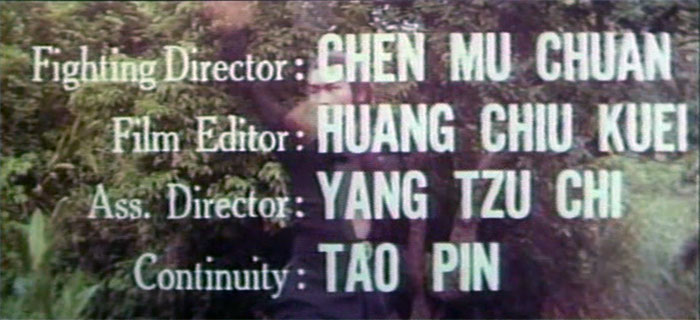 Fighting Director: CHEN MU CHUAN
Film Editor: HUANG CHIU KUEI
Ass. Director: YANG TZU CHI
Continuity: TAO PIN